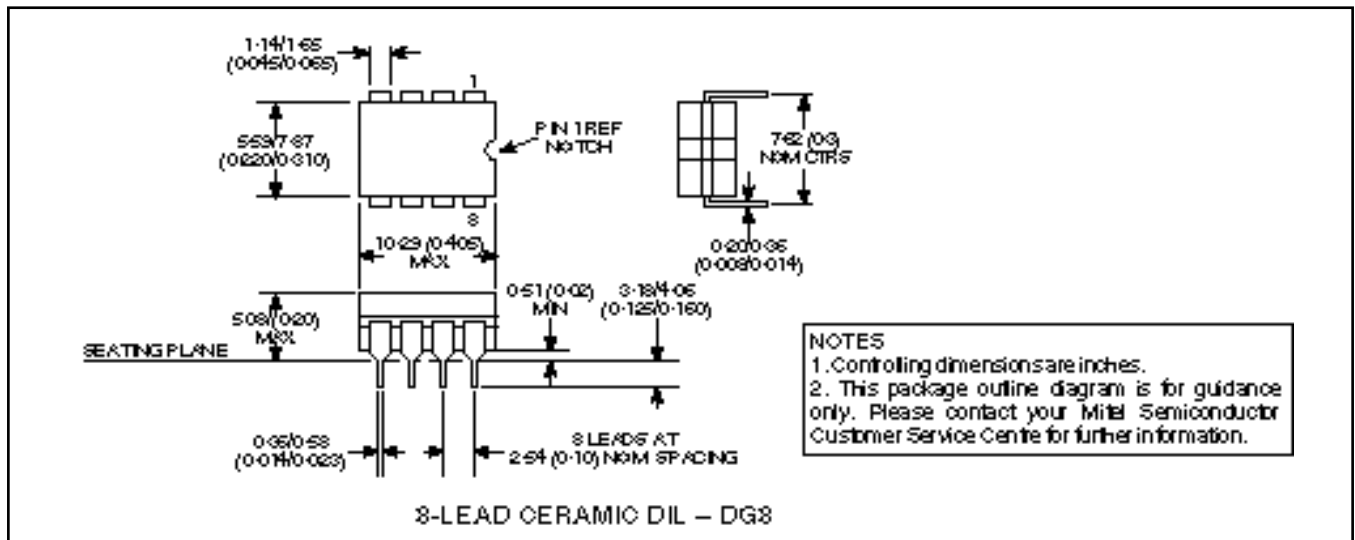 1·14/1·65
(0·045/0·065)
1
5·59/7·87
(0·220/0·310)
PIN 1 REF
NOTCH
7·62 (0·3)
NOM CTRS
8
10·29 (0·405)
MAX
0·20/0·36
(0·008/0·014)
5·08/(0·20)
MAX
0·51 (0·02)
MIN
3·18/4·06
(0·125/0·160)
SEATING PLANE
NOTES
1. Controlling dimensions are inches.
2. This package outline diagram is for guidance
only. Please contact your Mitel Semiconductor
Customer Service Centre for further information.
0·36/0·58
(0·014/0·023)
8 LEADS AT
2·54 (0·10) NOM SPACING
8-LEAD CERAMIC DIL – DG8